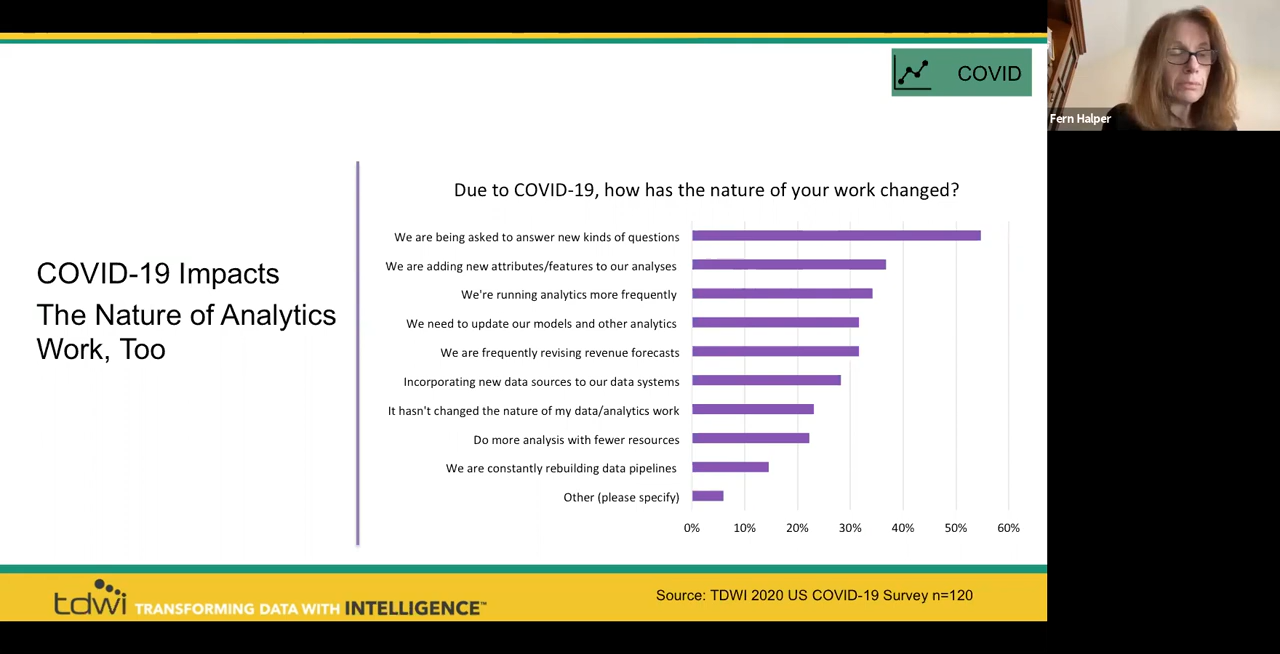 COVID
Fern Halper
Due to COVID-19, how has the nature of your work changed?
COVID-19 Impacts
The Nature of Analytics
Work, Too
We are being asked to answer new kinds of questions
We are adding new attributes/features to our analyses
We're running analytics more frequently
We need to update our models and other analytics
We are frequently revising revenue forecasts
Incorporating new data sources to our data systems
It hasn't changed the nature of my data/analytics work
Do more analysis with fewer resources
We are constantly rebuilding data pipelines
Other (please specify)
0% 10% 20% 30% 40% 50% 60%
tdwi TRANSFORMING DATA WITH INTELLIGENCE™
Source: TDWI 2020 US COVID-19 Survey n=120